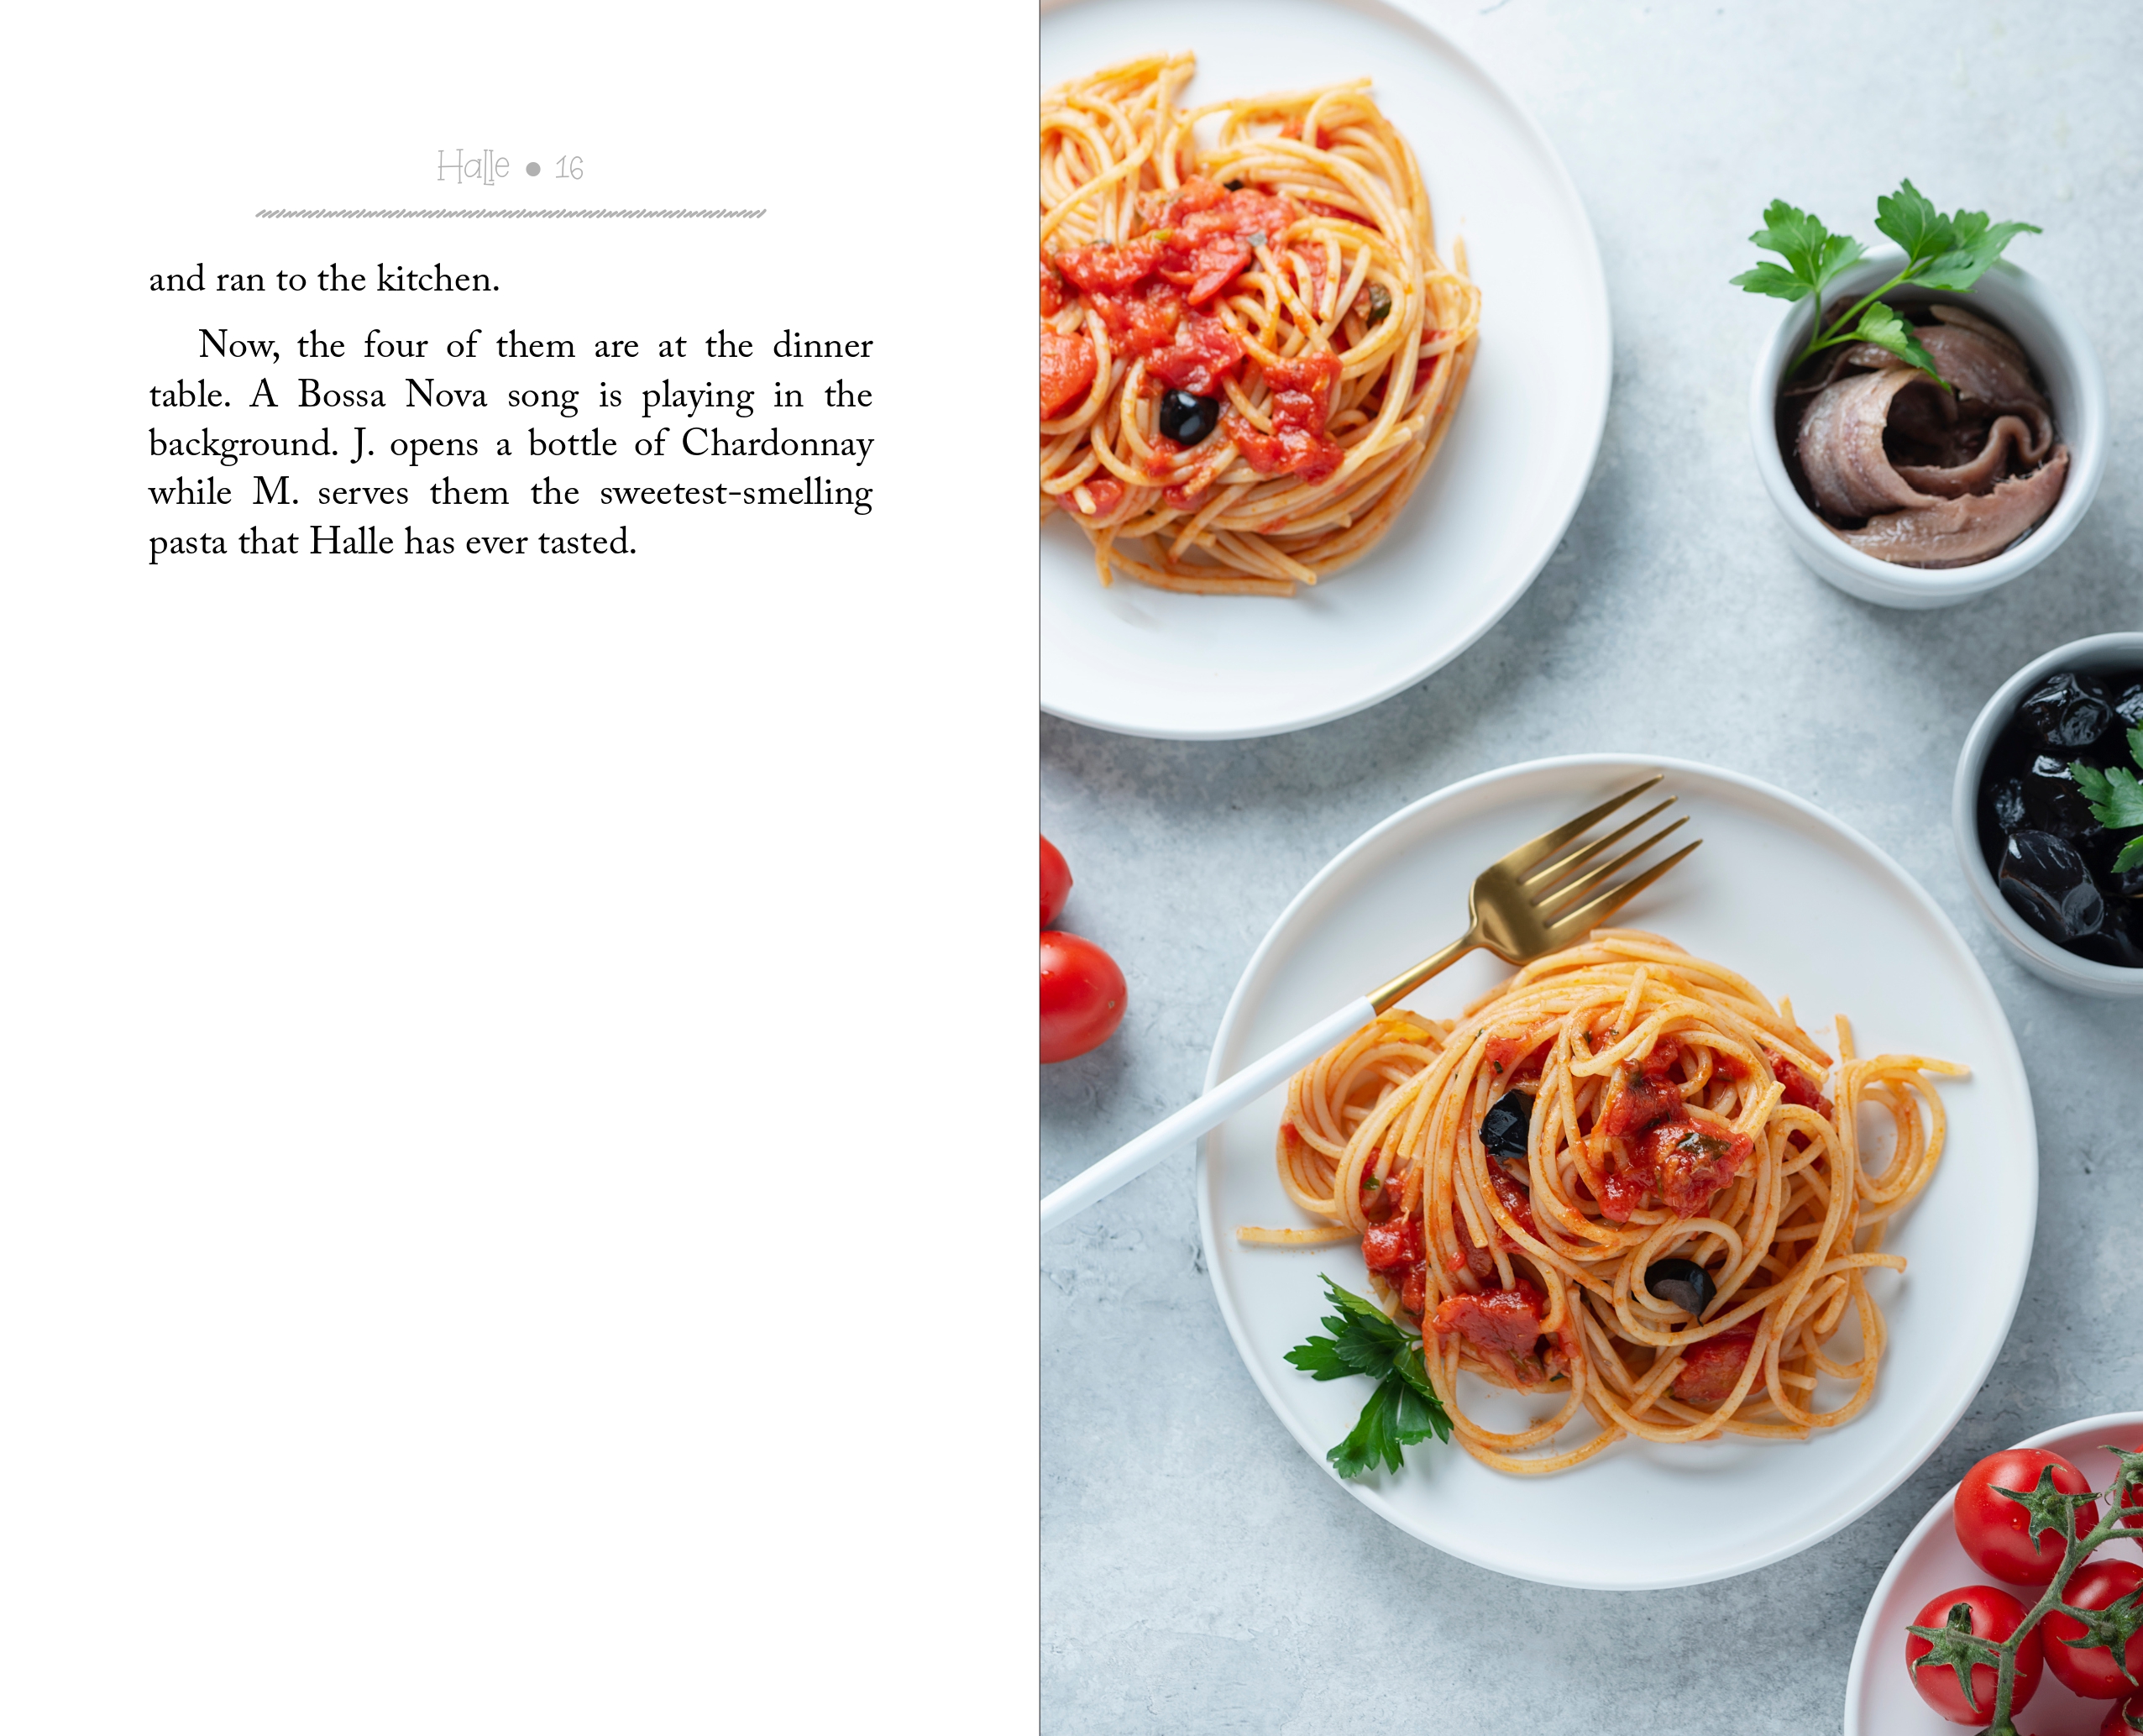 Halle ● 16
and ran to the kitchen.
Now, the four of them are at the dinner
table. A Bossa Nova song is playing in the
background. J. opens a bottle of Chardonnay
while M. serves them the sweetest-smelling
pasta that Halle has ever tasted.